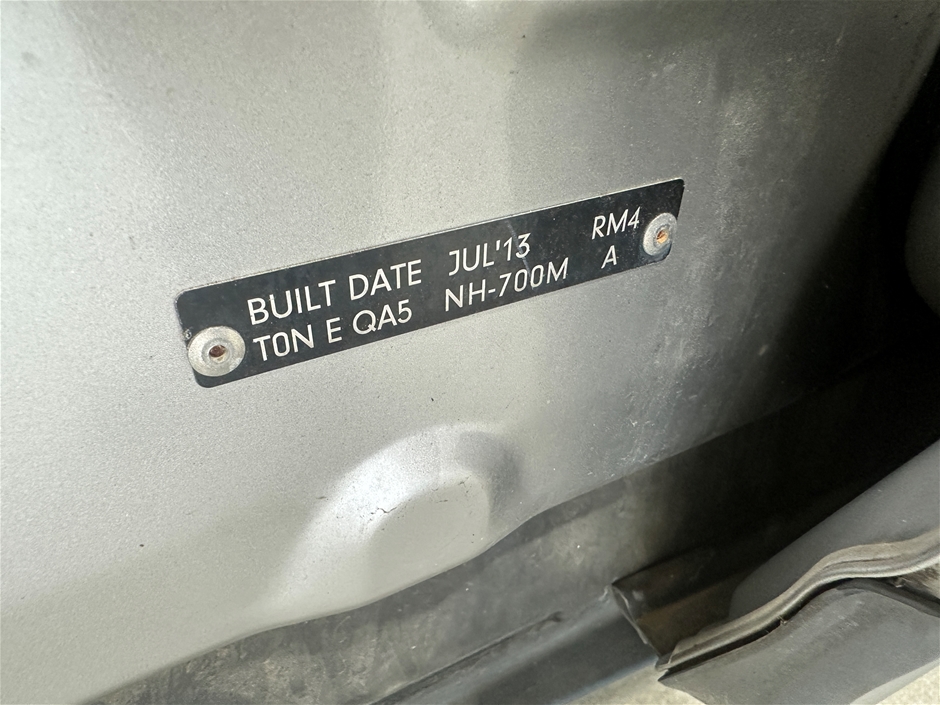 BUILT DATE JUL'13 RM4
T0N E QA5 NH-700M A